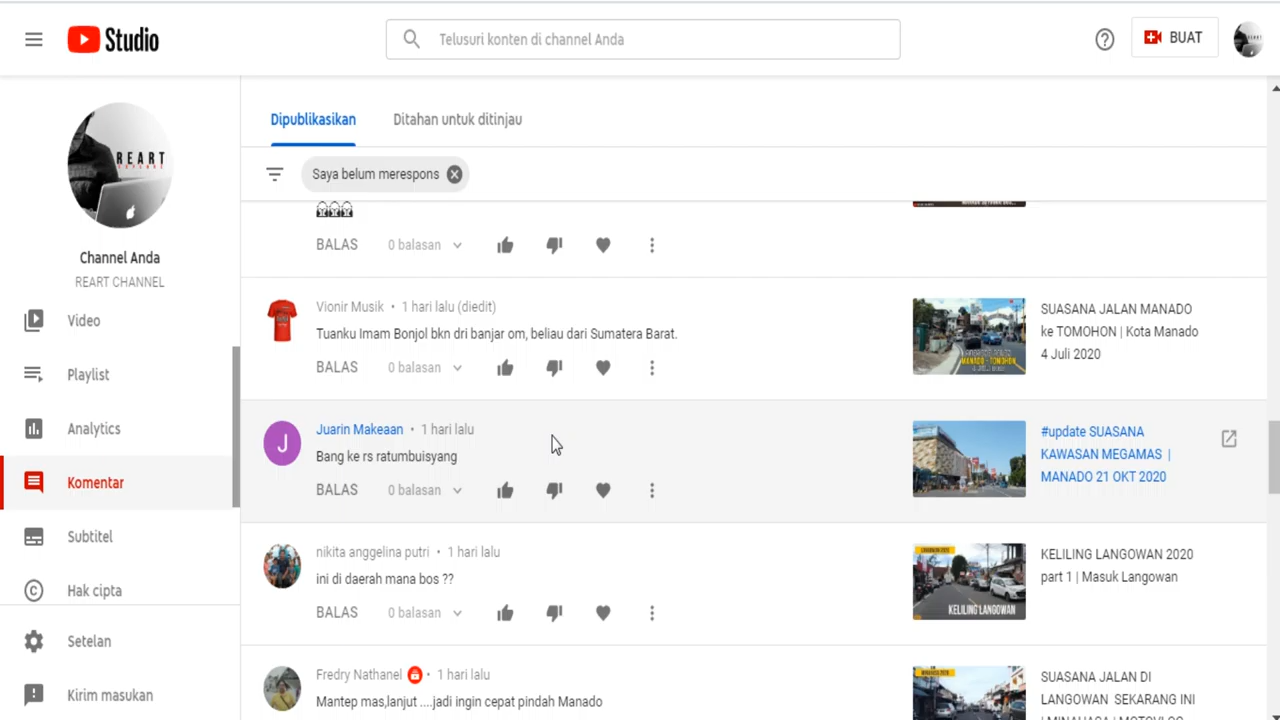 Studio
Telusuri konten di channel Anda
BUAT
REART
Channel Anda
REART CHANNEL
Video
Playlist
Analytics
Komentar
Subtitel
Hak cipta
Setelan
Kirim masukan
Dipublikasikan
Ditahan untuk ditinjau
Saya belum merespons
BALAS 0 balasan
Vionir Musik • 1 hari lalu (diedit)
Tuanku Imam Bonjol bkn dri banjar om, beliau dari Sumatera Barat.
BALAS 0 balasan
MANADO - TOMOHON
SUASANA JALAN MANADO
ke TOMOHON | Kota Manado
4 Juli 2020
J
Juarin Makeaan • 1 hari lalu
Bang ke rs ratumbuisyang
BALAS 0 balasan
#update SUASANA
KAWASAN MEGAMAS |
MANADO 21 OKT 2020
nikita anggelina putri • 1 hari lalu
ini di daerah mana bos ??
BALAS 0 balasan
KELILING LANGOWAN
KELILING LANGOWAN 2020
part 1 | Masuk Langowan
Fredry Nathanel • 1 hari lalu
Mantep mas,lanjut ....jadi ingin cepat pindah Manado
SUASANA JALAN DI
LANGOWAN SEKARANG INI